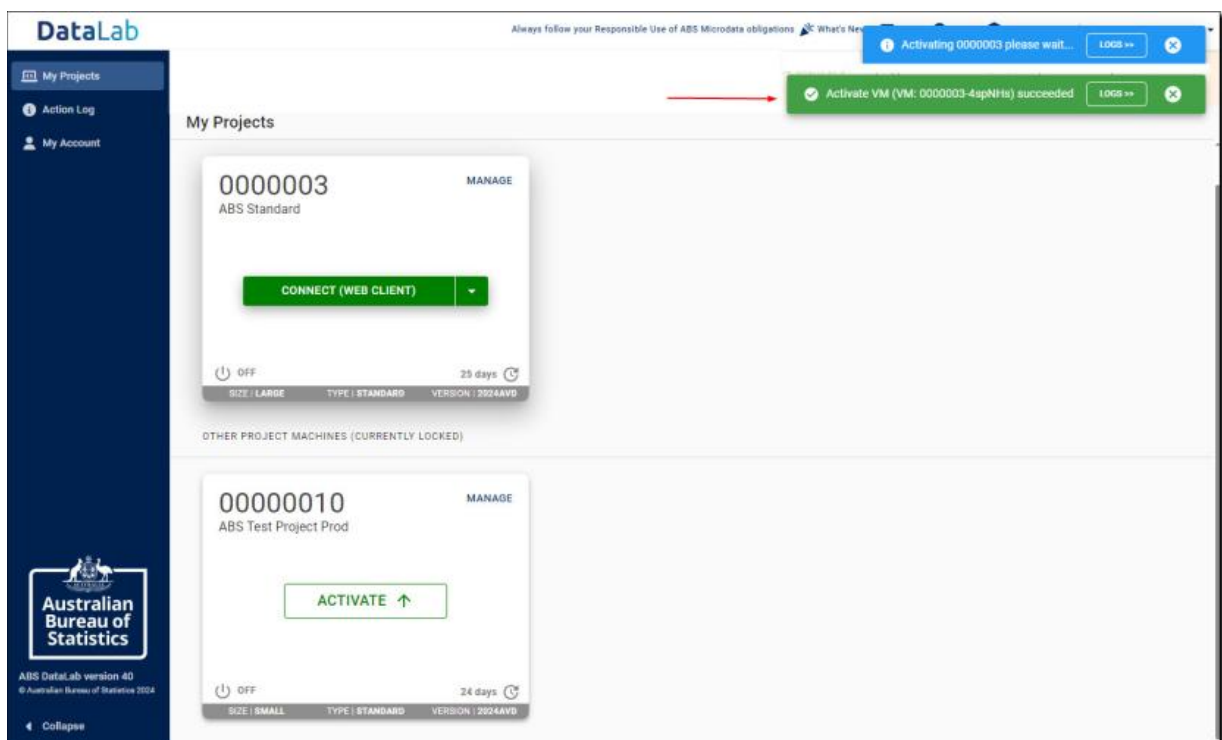 DataLab
Always follow your Responsible Use of ABS Microdata obligations
What's New
Activating 0000003 please wait...
LOGS >>
Activate VM (VM: 0000003-4spNHs) succeeded
LOGS >>
My Projects
Action Log
My Account
My Projects
0000003
MANAGE
ABS Standard
CONNECT (WEB CLIENT)
OFF
25 days
SIZE | LARGE
TYPE | STANDARD
VERSION | 2024AVD
OTHER PROJECT MACHINES (CURRENTLY LOCKED)
00000010
MANAGE
ABS Test Project Prod
ACTIVATE
OFF
24 days
SIZE | SMALL
TYPE | STANDARD
VERSION | 2024AVD
Australian
Bureau of
Statistics
ABS DataLab version 40
© Australian Bureau of Statistics 2024
Collapse